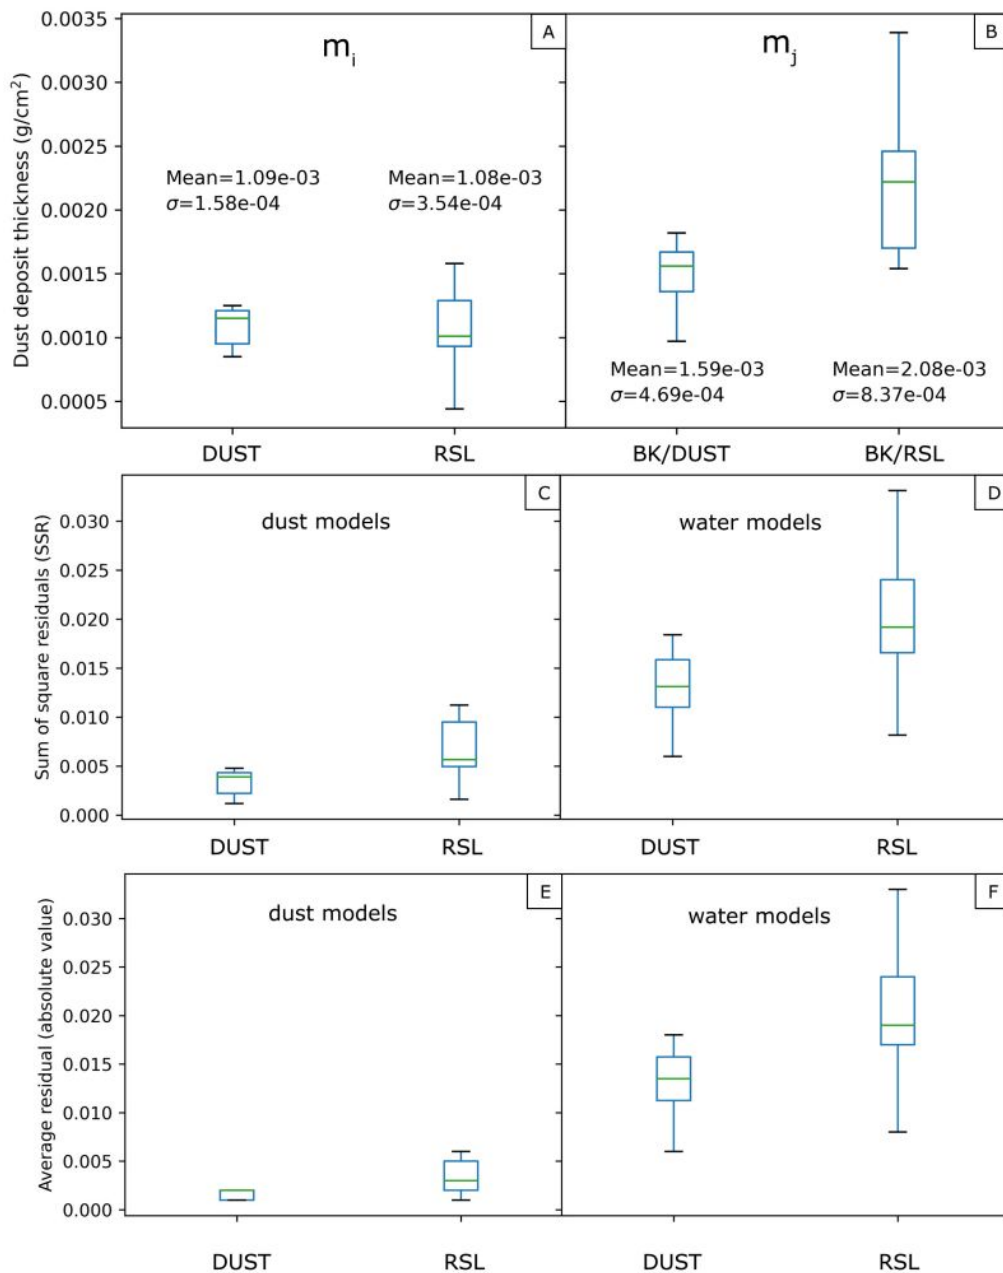 A
B
m_i
m_j
Dust deposit thickness (g/cm²)
0.0035
0.0030
0.0025
0.0020
0.0015
0.0010
0.0005
Mean=1.09e-03
σ=1.58e-04
Mean=1.08e-03
σ=3.54e-04
Mean=1.59e-03
σ=4.69e-04
Mean=2.08e-03
σ=8.37e-04
DUST
RSL
BK/DUST
BK/RSL
C
D
dust models
water models
Sum of square residuals (SSR)
0.030
0.025
0.020
0.015
0.010
0.005
0.000
DUST
RSL
DUST
RSL
E
F
dust models
water models
Average residual (absolute value)
0.030
0.025
0.020
0.015
0.010
0.005
0.000
DUST
RSL
DUST
RSL